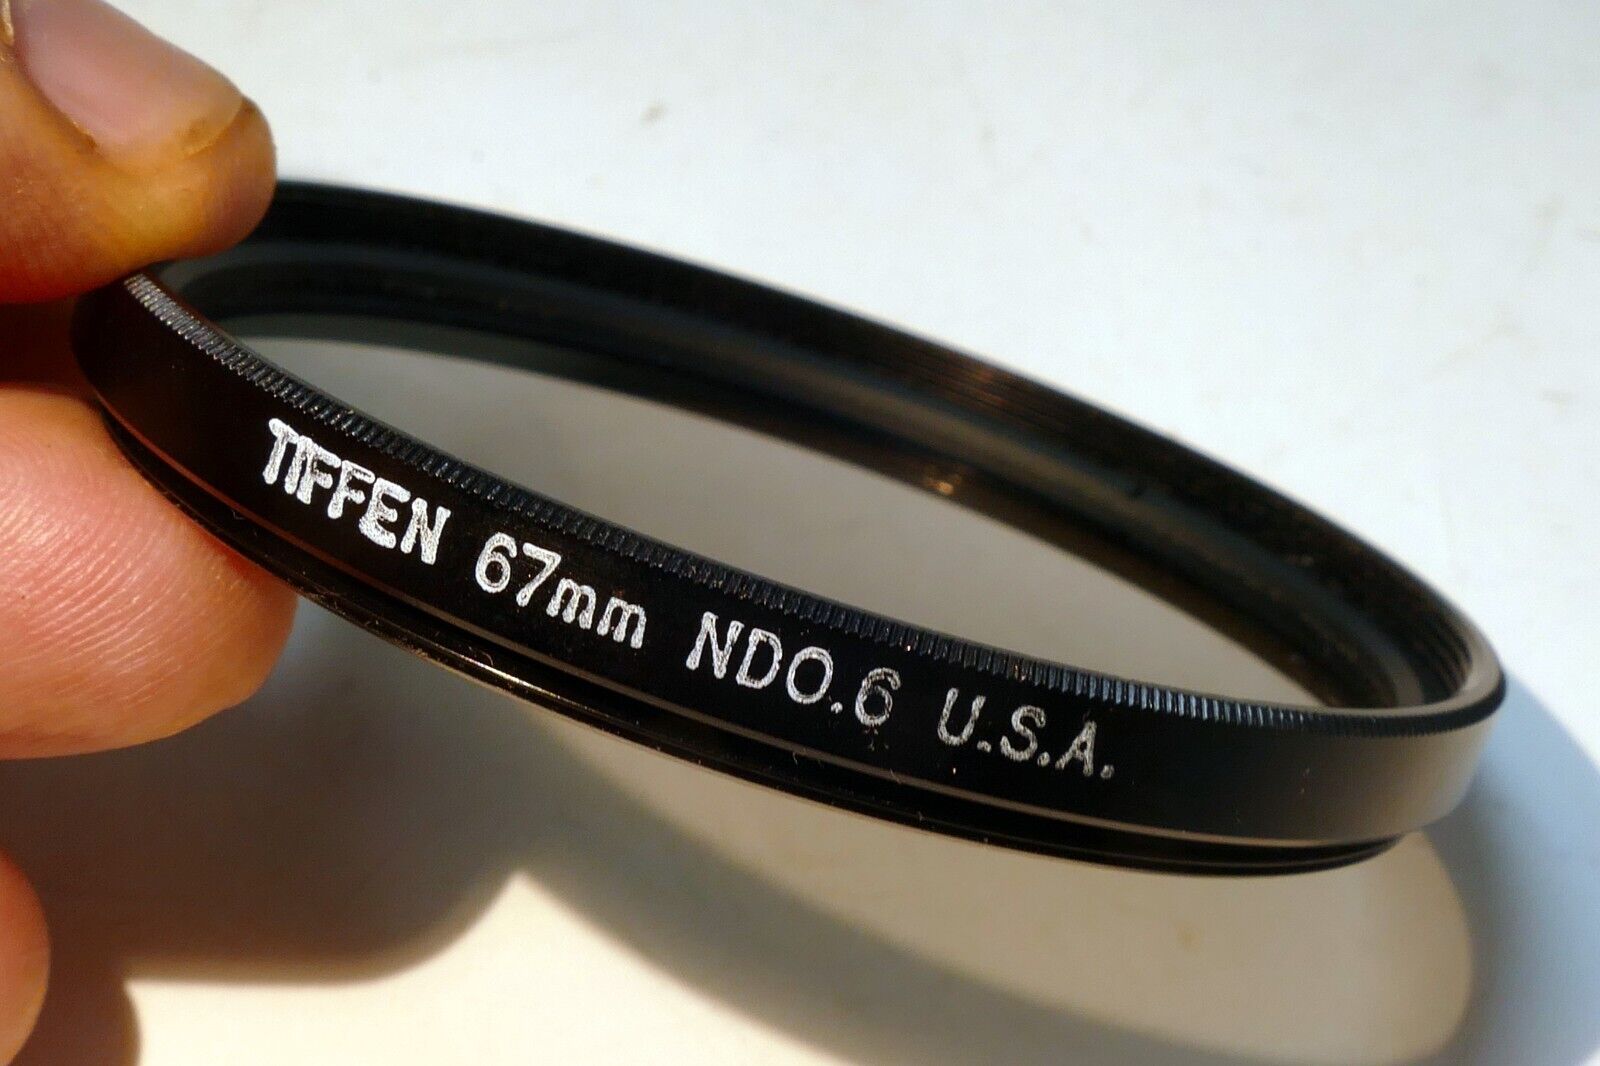 TIFFEN 67mm ND0.6 U.S.A.